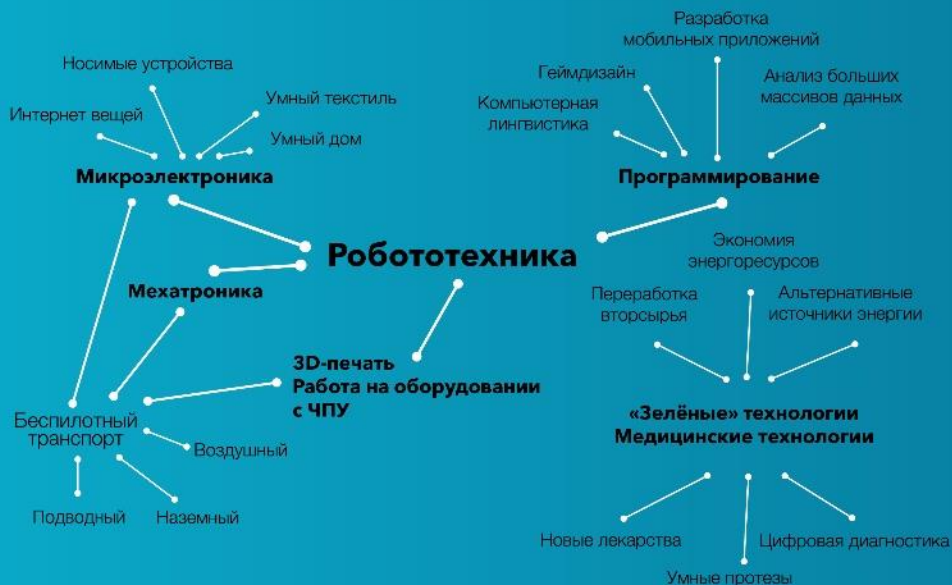 Разработка
мобильных приложений
Носимые устройства
Геймдизайн
Анализ больших
массивов данных
Умный текстиль
Компьютерная
лингвистика
Интернет вещей
Умный дом
Микроэлектроника
Программирование
Робототехника
Экономия
энергоресурсов
Мехатроника
Переработка
вторсырья
Альтернативные
источники энергии
3D-печать
Работа на оборудовании
с ЧПУ
«Зелёные» технологии
Медицинские технологии
Беспилотный
транспорт
Воздушный
Подводный
Наземный
Новые лекарства
Цифровая диагностика
Умные протезы